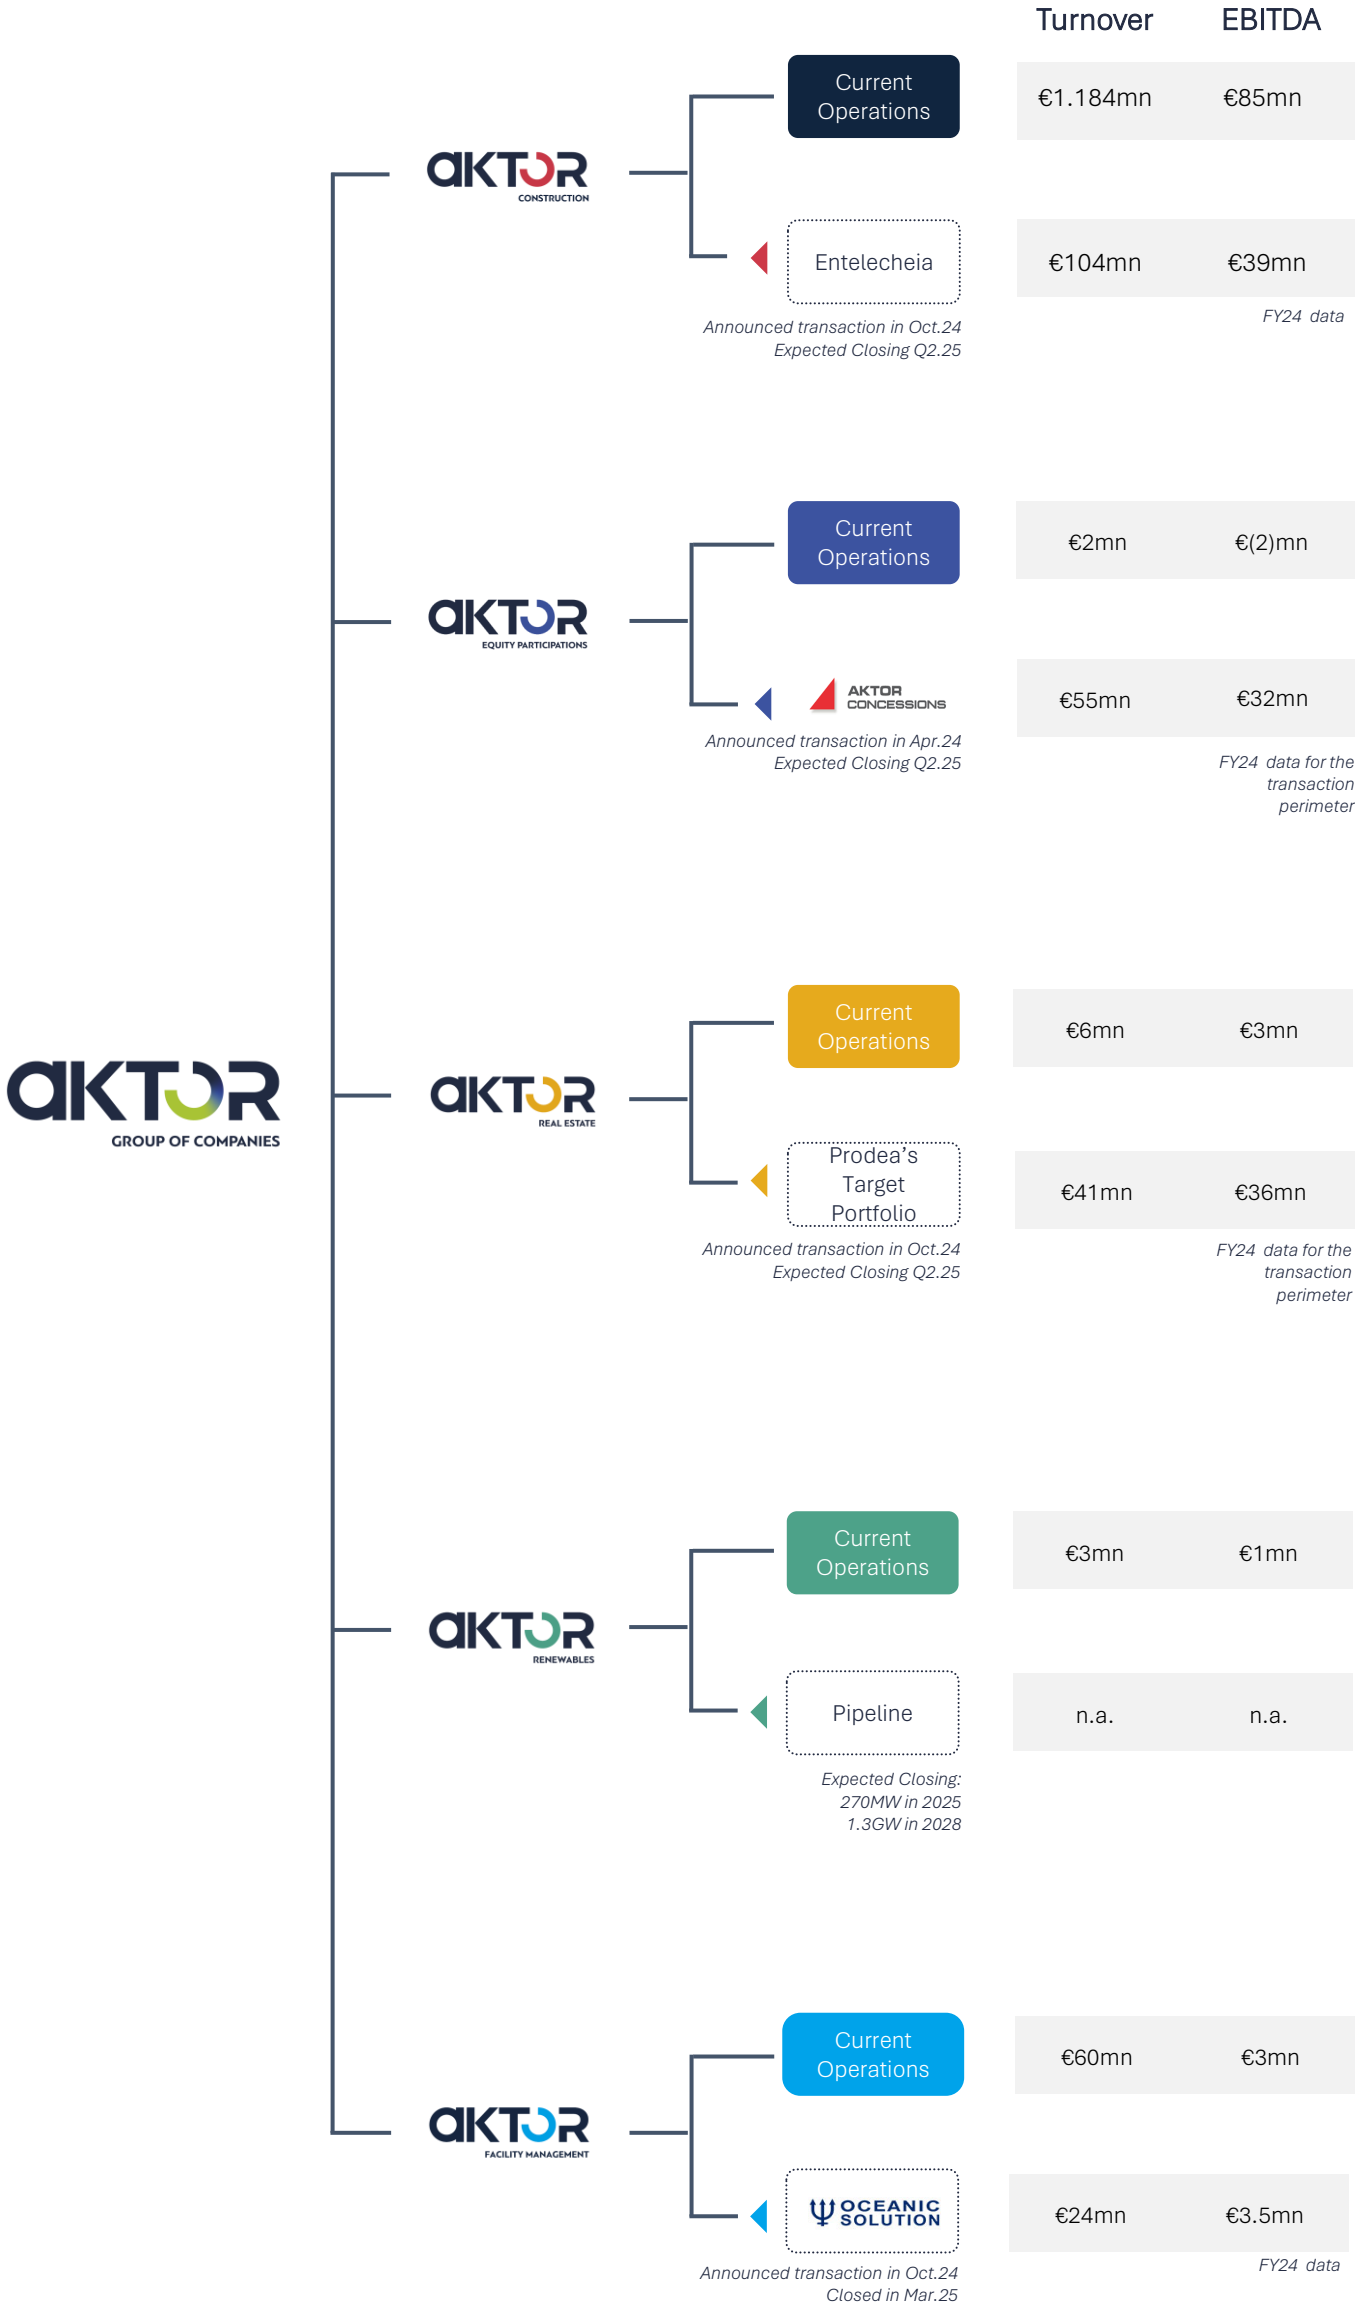 Turnover EBITDA
Current
Operations
€1.184mn €85mn
AKTOR
CONSTRUCTION
Entelecheia
€104mn €39mn
FY24 data
Announced transaction in Oct.24
Expected Closing Q2.25
Current
Operations
€2mn €(2)mn
AKTOR
EQUITY PARTICIPATIONS
AKTOR
CONCESSIONS
€55mn €32mn
Announced transaction in Apr.24
Expected Closing Q2.25
FY24 data for the
transaction
perimeter
Current
Operations
€6mn €3mn
AKTOR
GROUP OF COMPANIES
AKTOR
REAL ESTATE
Prodea’s
Target
Portfolio
€41mn €36mn
Announced transaction in Oct.24
Expected Closing Q2.25
FY24 data for the
transaction
perimeter
Current
Operations
€3mn €1mn
AKTOR
RENEWABLES
Pipeline
n.a. n.a.
Expected Closing:
270MW in 2025
1.3GW in 2028
Current
Operations
€60mn €3mn
AKTOR
FACILITY MANAGEMENT
OCEANIC
SOLUTION
€24mn €3.5mn
FY24 data
Announced transaction in Oct.24
Closed in Mar.25